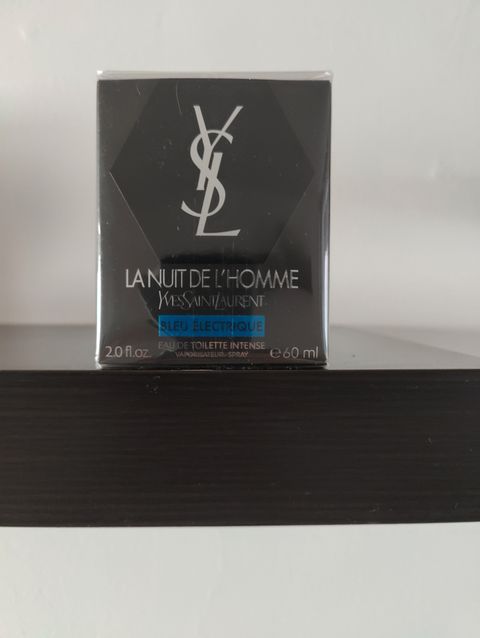 YSL
LA NUIT DE L'HOMME
YVESSAINTLAURENT
BLEU ÉLECTRIQUE
EAU DE TOILETTE INTENSE
2.0 fl.oz. VAPORISATEUR-SPRAY ℮60 ml